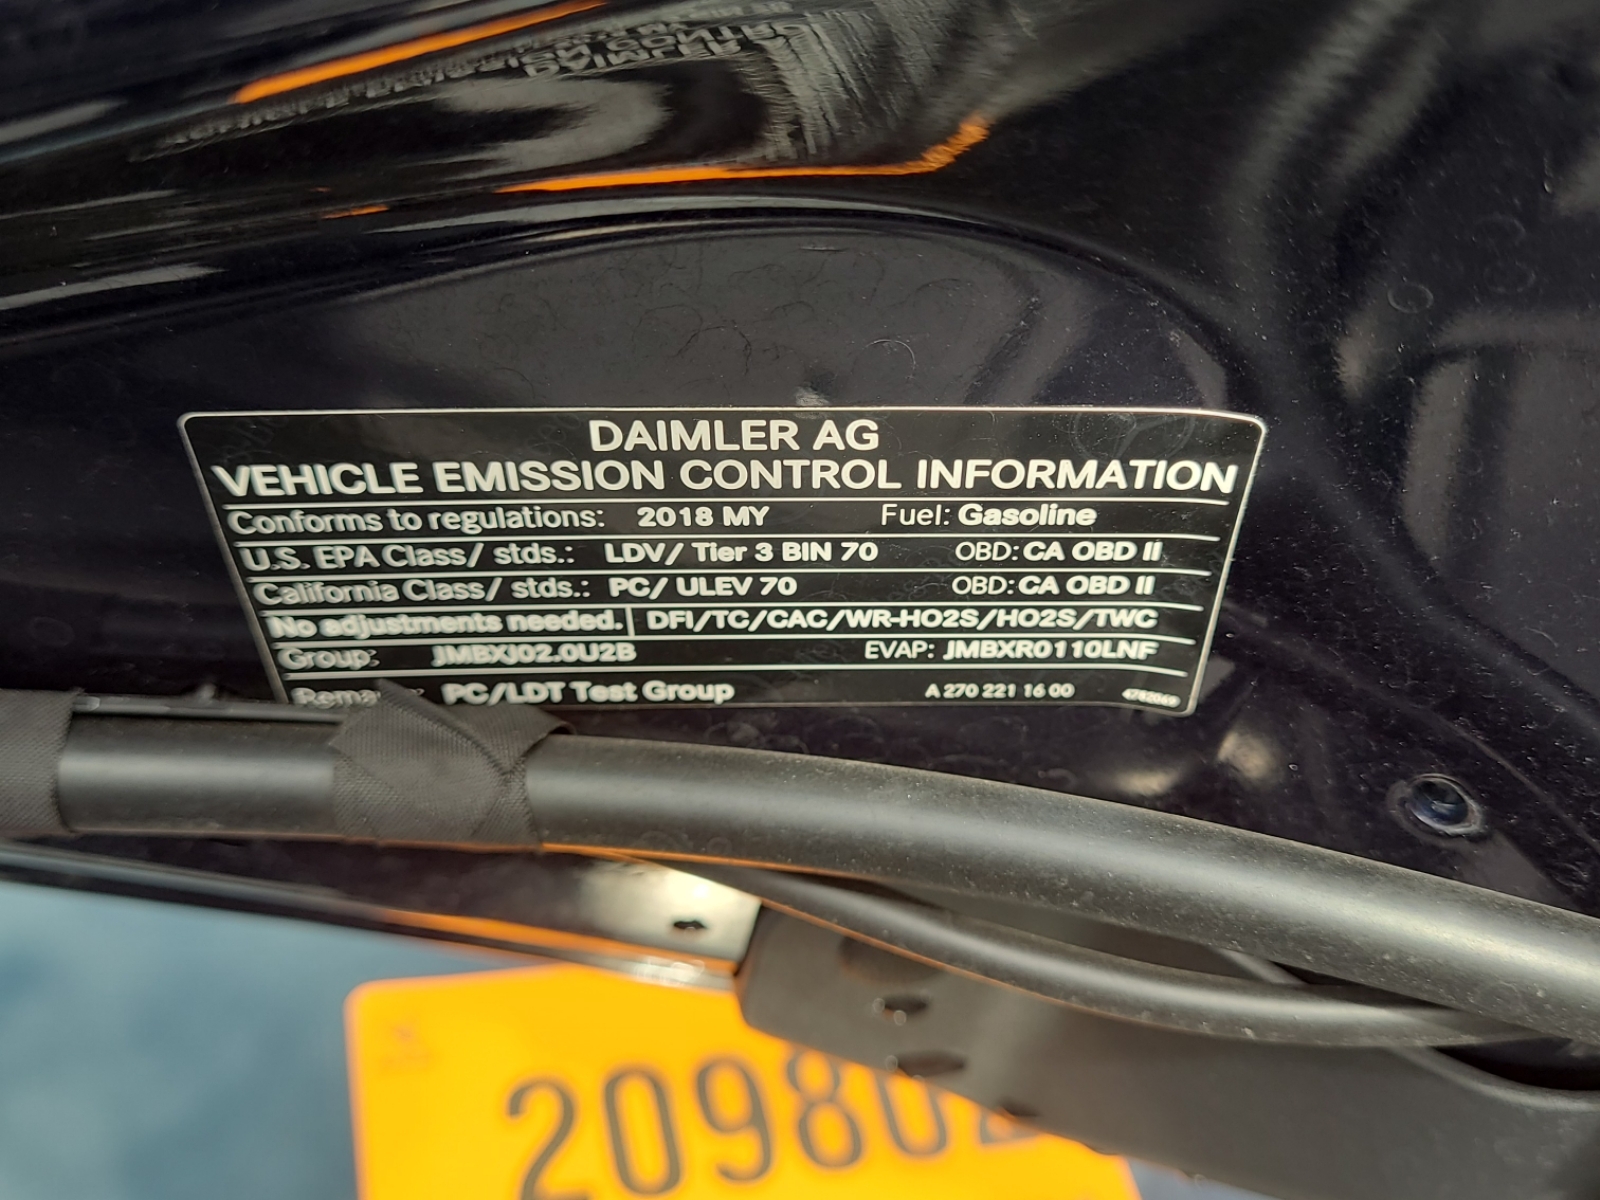 DAIMLER AG
VEHICLE EMISSION CONTROL INFORMATION
Conforms to regulations: 2018 MY Fuel: Gasoline
U.S. EPA Class/ stds.: LDV/ Tier 3 BIN 70 OBD: CA OBD II
California Class/ stds.: PC/ ULEV 70 OBD: CA OBD II
No adjustments needed. DFI/TC/CAC/WR-HO2S/HO2S/TWC
Group: JMBXJ02.0U2B EVAP: JMBXR0110LNF
PC/LDT Test Group A 270 221 16 00 4782069
209802